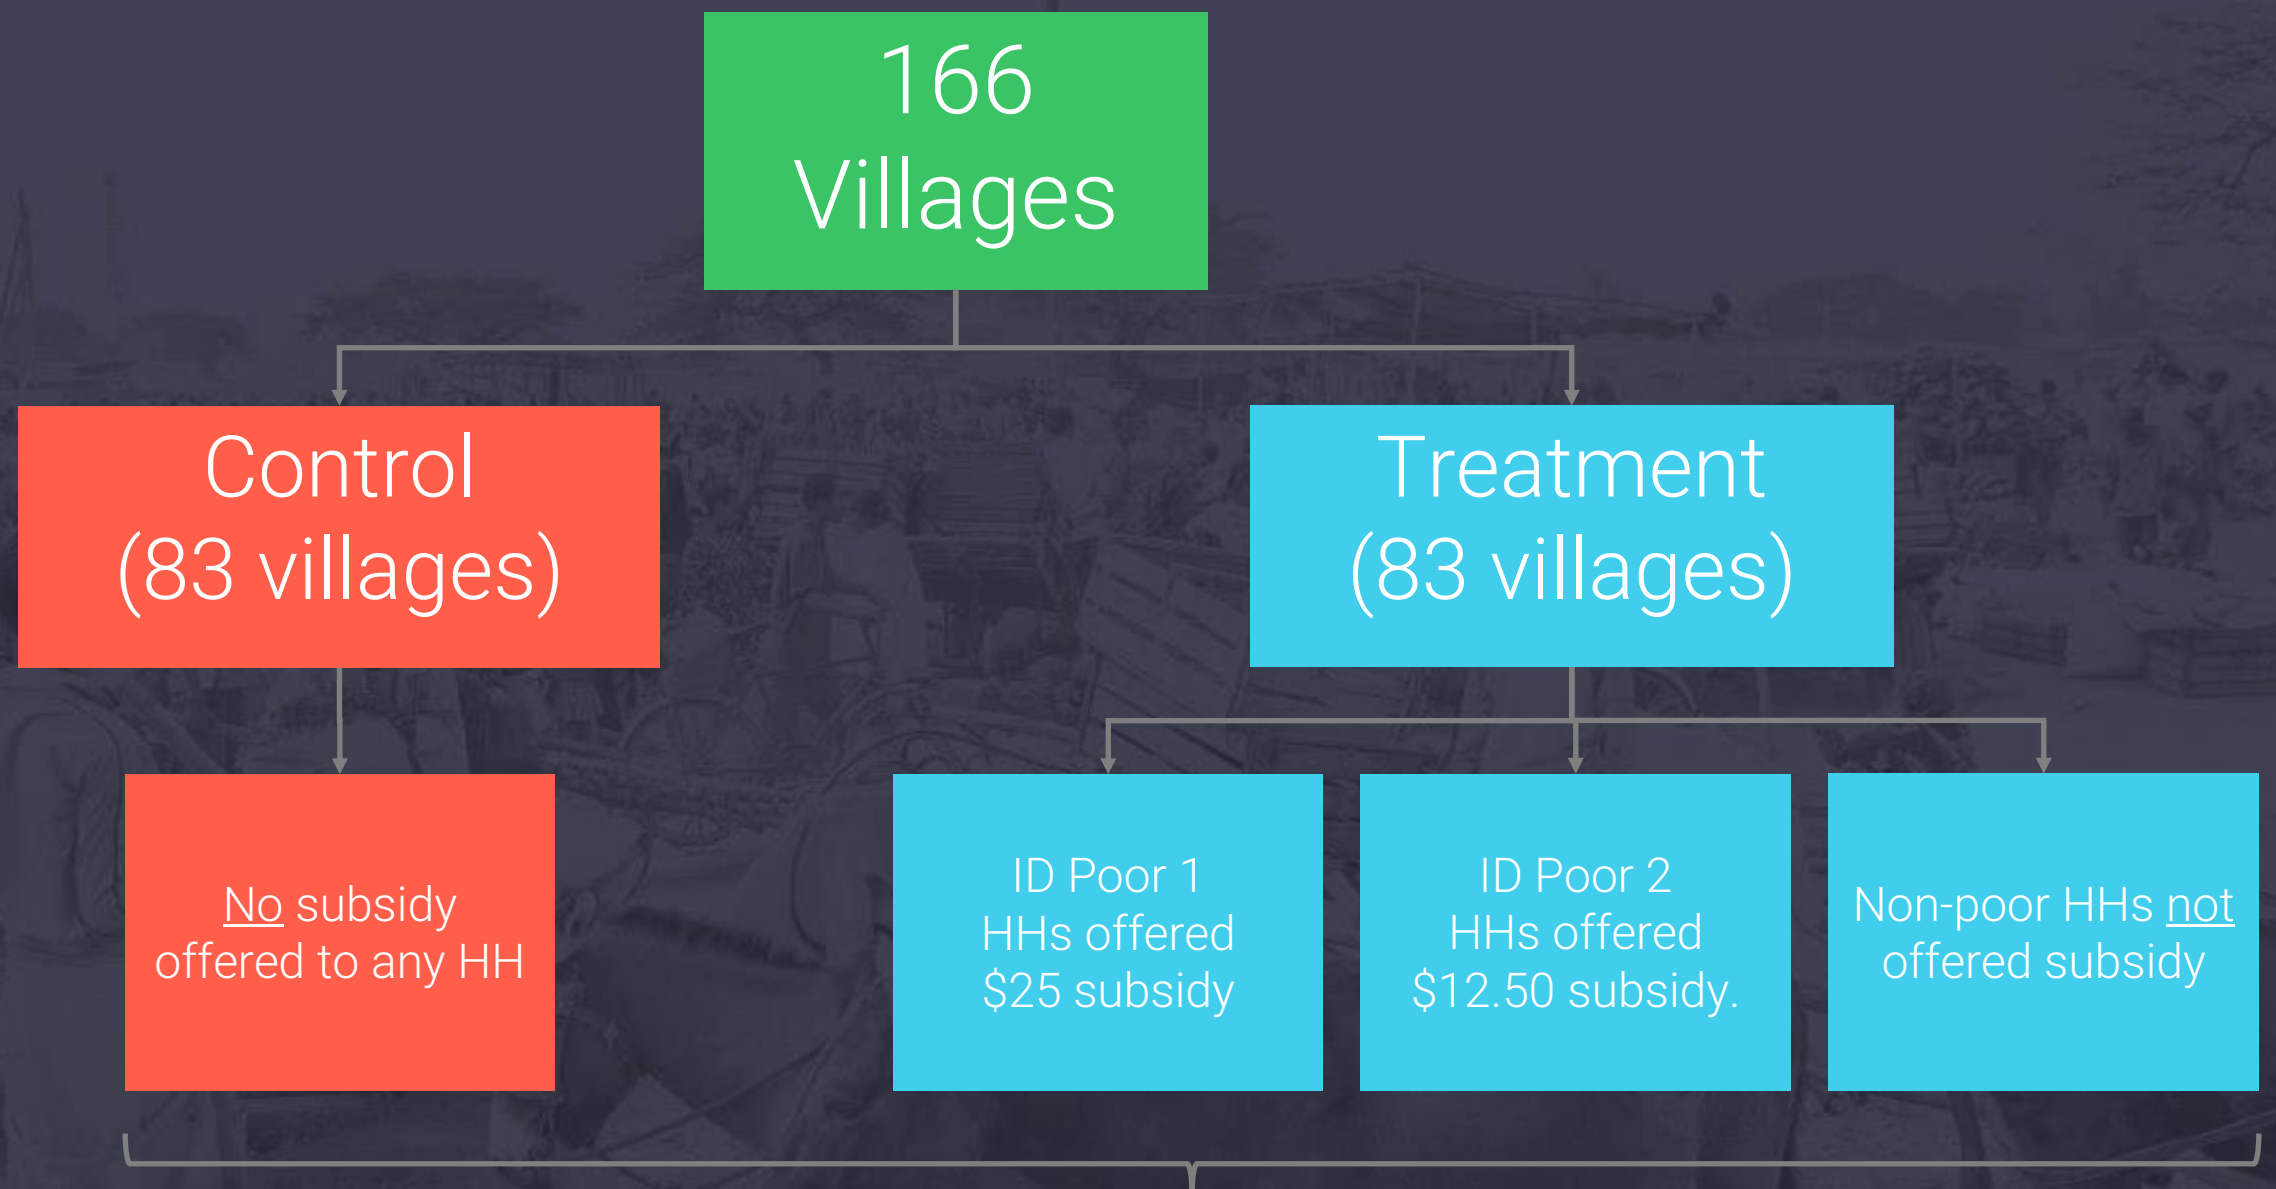 166
Villages
Control
(83 villages)
Treatment
(83 villages)
No subsidy
offered to any HH
ID Poor 1
HHs offered
$25 subsidy
ID Poor 2
HHs offered
$12.50 subsidy.
Non-poor HHs not
offered subsidy